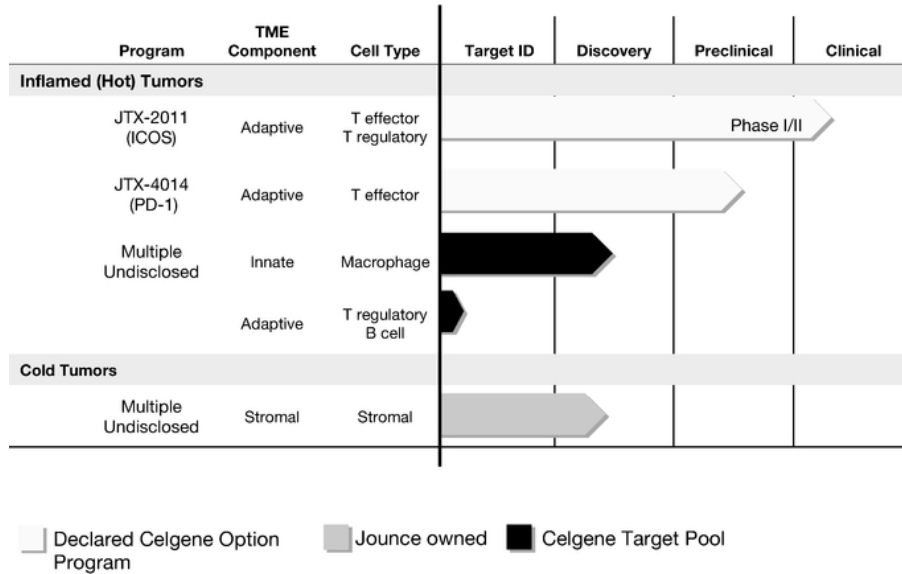 Program
TME
Component
Cell Type
Target ID
Discovery
Preclinical
Clinical
Inflamed (Hot) Tumors
JTX-2011
(ICOS)
Adaptive
T effector
T regulatory
Phase I/II
JTX-4014
(PD-1)
Adaptive
T effector
Multiple
Undisclosed
Innate
Macrophage
Adaptive
T regulatory
B cell
Cold Tumors
Multiple
Undisclosed
Stromal
Stromal
Declared Celgene Option
Program
Jounce owned
Celgene Target Pool